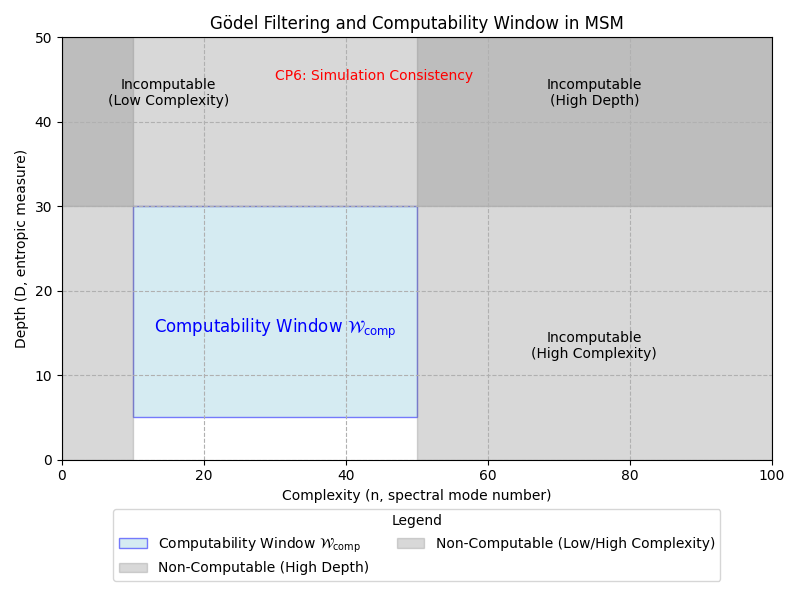 Gödel Filtering and Computability Window in MSM
50
Incomputable
(Low Complexity)
CP6: Simulation Consistency
Incomputable
(High Depth)
40
30
20
Computability Window 𝒲comp
Incomputable
(High Complexity)
10
0
Depth (D, entropic measure)
0 20 40 60 80 100
Complexity (n, spectral mode number)
Legend
Computability Window 𝒲comp
Non-Computable (High Depth)
Non-Computable (Low/High Complexity)